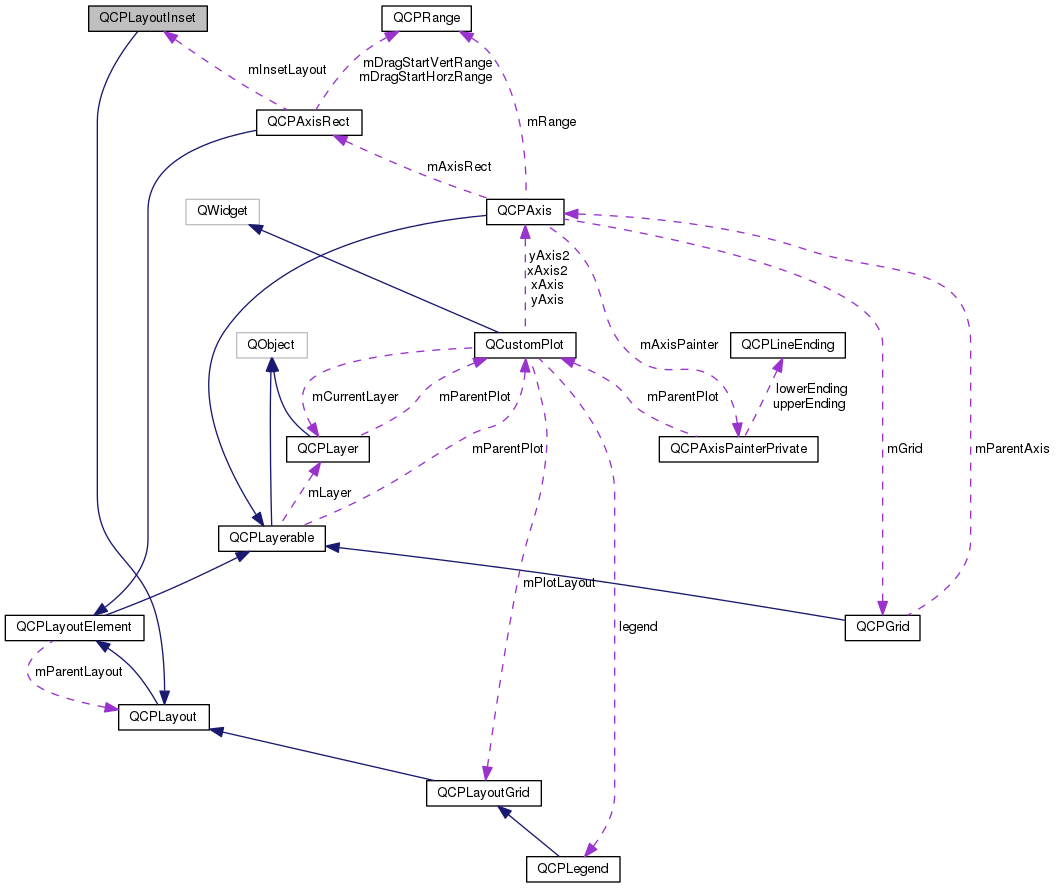 QCPLayoutInset
QCPRange
mInsetLayout
mDragStartVertRange
mDragStartHorzRange
QCPAxisRect
mRange
mAxisRect
QWidget
QCPAxis
yAxis2
xAxis2
xAxis
yAxis
QObject
QCustomPlot
mAxisPainter
QCPLineEnding
mCurrentLayer
mParentPlot
mParentPlot
lowerEnding
upperEnding
QCPLayer
mParentPlot
QCPAxisPainterPrivate
mGrid
mParentAxis
mLayer
QCPLayerable
mPlotLayout
QCPLayoutElement
legend
QCPGrid
mParentLayout
QCPLayout
QCPLayoutGrid
QCPLegend